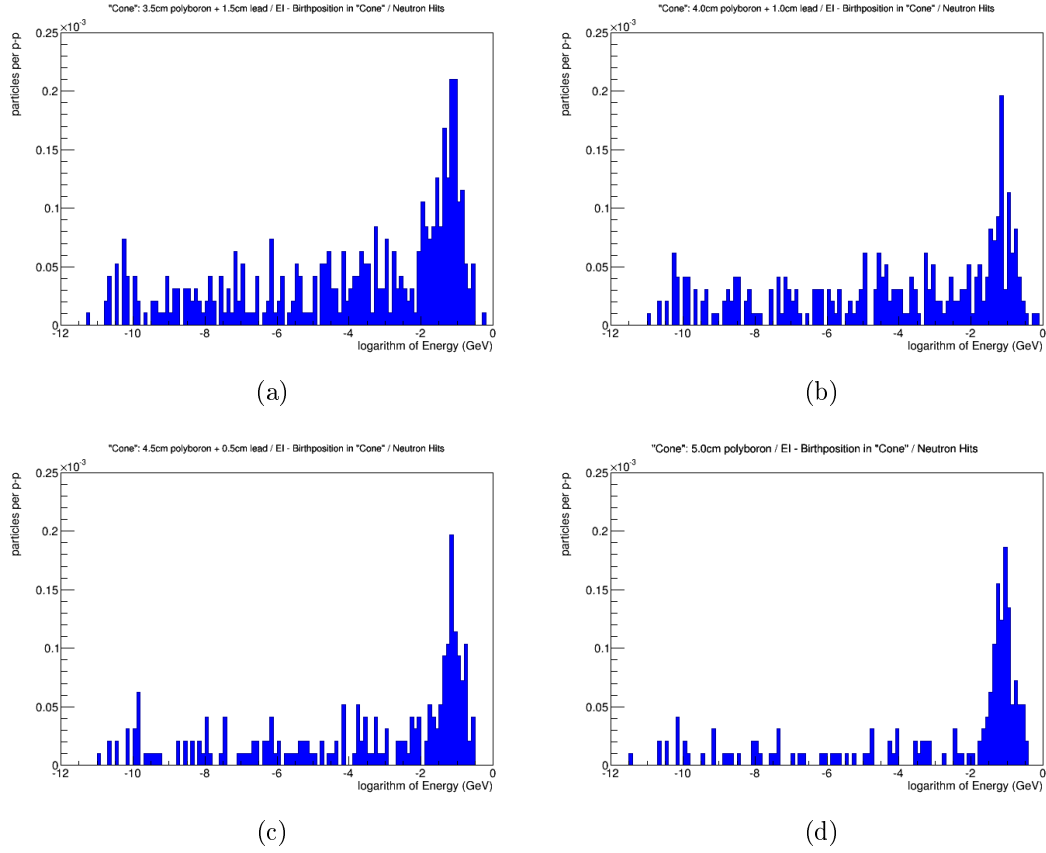 "Cone": 3.5cm polyboron + 1.5cm lead / EI - Birthposition in "Cone" / Neutron Hits
×10⁻³
particles per p-p
0.25
0.2
0.15
0.1
0.05
0
-12 -10 -8 -6 -4 -2 0
logarithm of Energy (GeV)
(a)
"Cone": 4.0cm polyboron + 1.0cm lead / EI - Birthposition in "Cone" / Neutron Hits
×10⁻³
particles per p-p
0.25
0.2
0.15
0.1
0.05
0
-12 -10 -8 -6 -4 -2 0
logarithm of Energy (GeV)
(b)
"Cone": 4.5cm polyboron + 0.5cm lead / EI - Birthposition in "Cone" / Neutron Hits
×10⁻³
particles per p-p
0.25
0.2
0.15
0.1
0.05
0
-12 -10 -8 -6 -4 -2 0
logarithm of Energy (GeV)
(c)
"Cone": 5.0cm polyboron / EI - Birthposition in "Cone" / Neutron Hits
×10⁻³
particles per p-p
0.25
0.2
0.15
0.1
0.05
0
-12 -10 -8 -6 -4 -2 0
logarithm of Energy (GeV)
(d)